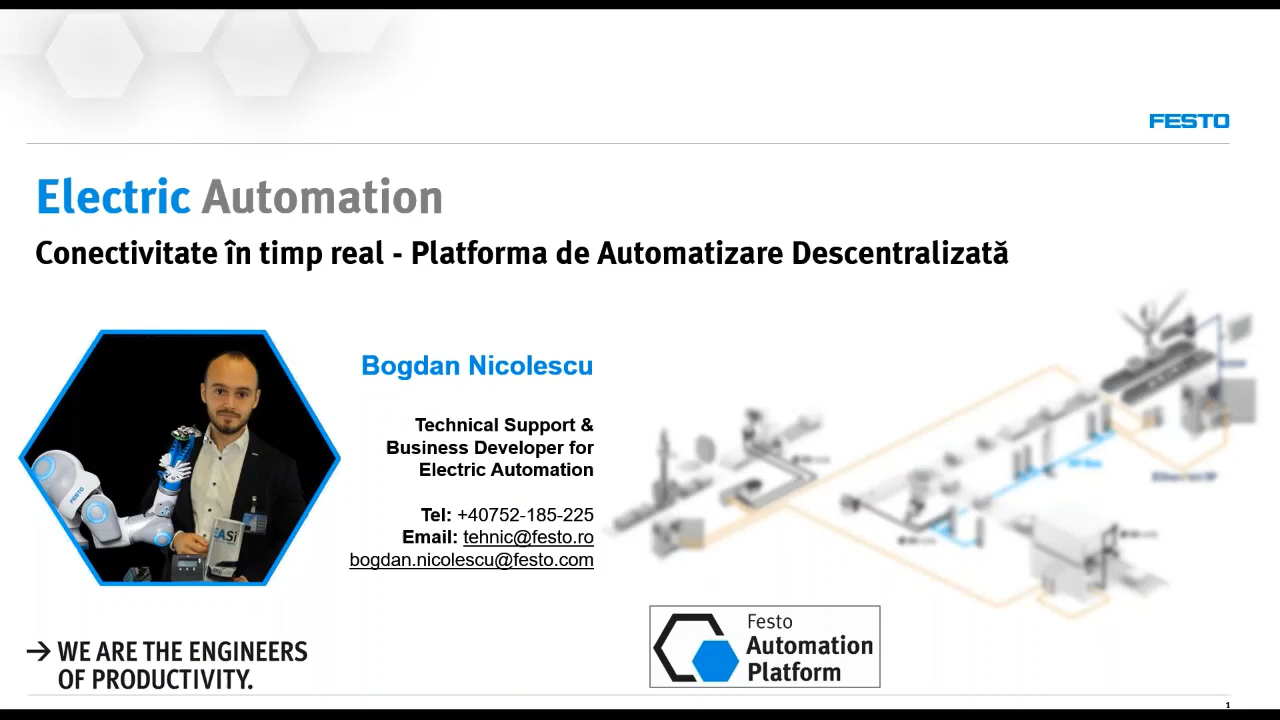 FESTO
Electric Automation
Conectivitate în timp real - Platforma de Automatizare Descentralizată
Bogdan Nicolescu
Technical Support &
Business Developer for
Electric Automation
Tel: +40752-185-225
Email: tehnic@festo.ro
bogdan.nicolescu@festo.com
FESTO
Festo
Automation
Platform
→ WE ARE THE ENGINEERS
OF PRODUCTIVITY.
1